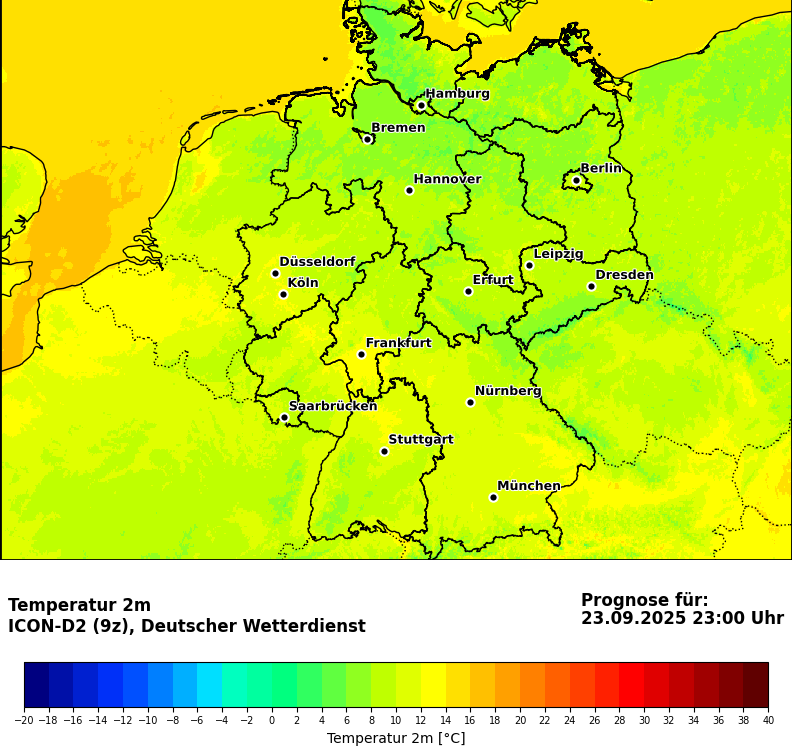 Hamburg
Bremen
Berlin
Hannover
Leipzig
Düsseldorf
Köln
Erfurt
Dresden
Frankfurt
Nürnberg
Saarbrücken
Stuttgart
München
Temperatur 2m
ICON-D2 (9z), Deutscher Wetterdienst
Prognose für:
23.09.2025 23:00 Uhr
−20 −18 −16 −14 −12 −10 −8 −6 −4 −2 0 2 4 6 8 10 12 14 16 18 20 22 24 26 28 30 32 34 36 38 40
Temperatur 2m [°C]